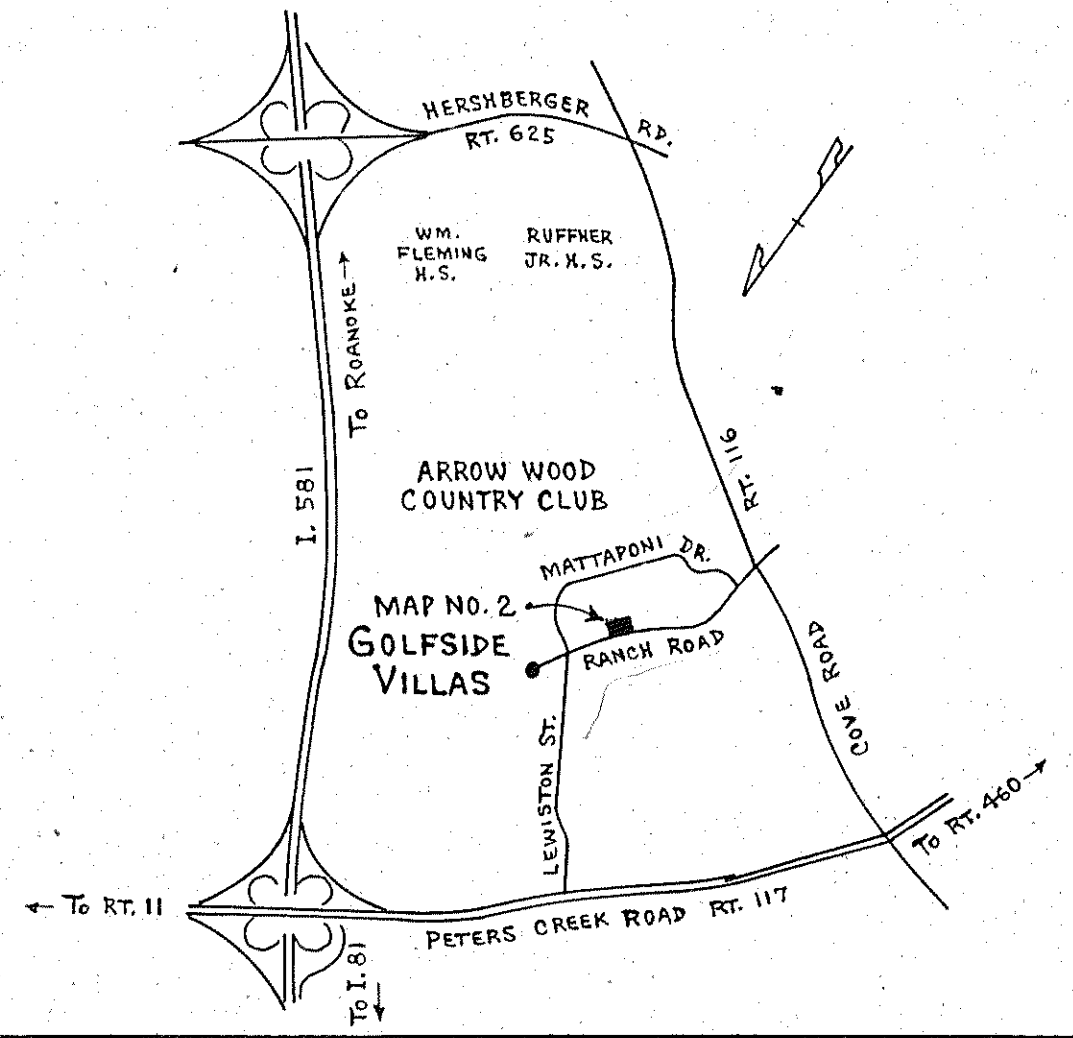 HERSHBERGER RD.
RT. 625
WM.
FLEMING
H.S.
RUFFNER
JR. H.S.
TO ROANOKE→
I. 581
ARROW WOOD
COUNTRY CLUB
RT. 116
MATTAPONI DR.
MAP NO. 2
GOLFSIDE
VILLAS
RANCH ROAD
COVE ROAD
LEWISTON ST.
TO RT. 460→
← TO RT. 11
PETERS CREEK ROAD RT. 117
TO I. 81→